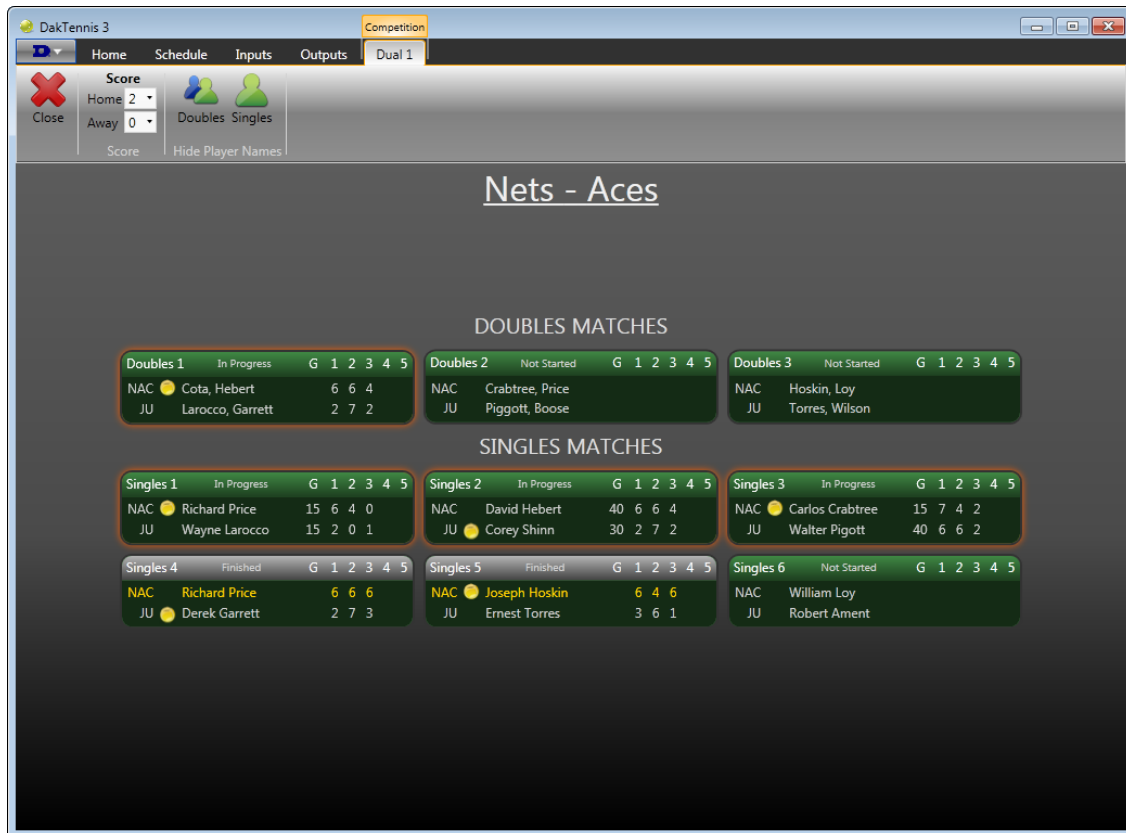 DakTennis 3
Competition
D
Home Schedule Inputs Outputs Dual 1
Close
Score
Home 2
Away 0
Score
Doubles Singles
Hide Player Names
Nets - Aces
DOUBLES MATCHES
Doubles 1 In Progress G 1 2 3 4 5
NAC Cota, Hebert 6 6 4
JU Larocco, Garrett 2 7 2
Doubles 2 Not Started G 1 2 3 4 5
NAC Crabtree, Price
JU Piggott, Boose
Doubles 3 Not Started G 1 2 3 4 5
NAC Hoskin, Loy
JU Torres, Wilson
SINGLES MATCHES
Singles 1 In Progress G 1 2 3 4 5
NAC Richard Price 15 6 4 0
JU Wayne Larocco 15 2 0 1
Singles 2 In Progress G 1 2 3 4 5
NAC David Hebert 40 6 6 4
JU Corey Shinn 30 2 7 2
Singles 3 In Progress G 1 2 3 4 5
NAC Carlos Crabtree 15 7 4 2
JU Walter Pigott 40 6 6 2
Singles 4 Finished G 1 2 3 4 5
NAC Richard Price 6 6 6
JU Derek Garrett 2 7 3
Singles 5 Finished G 1 2 3 4 5
NAC Joseph Hoskin 6 4 6
JU Ernest Torres 3 6 1
Singles 6 Not Started G 1 2 3 4 5
NAC William Loy
JU Robert Ament